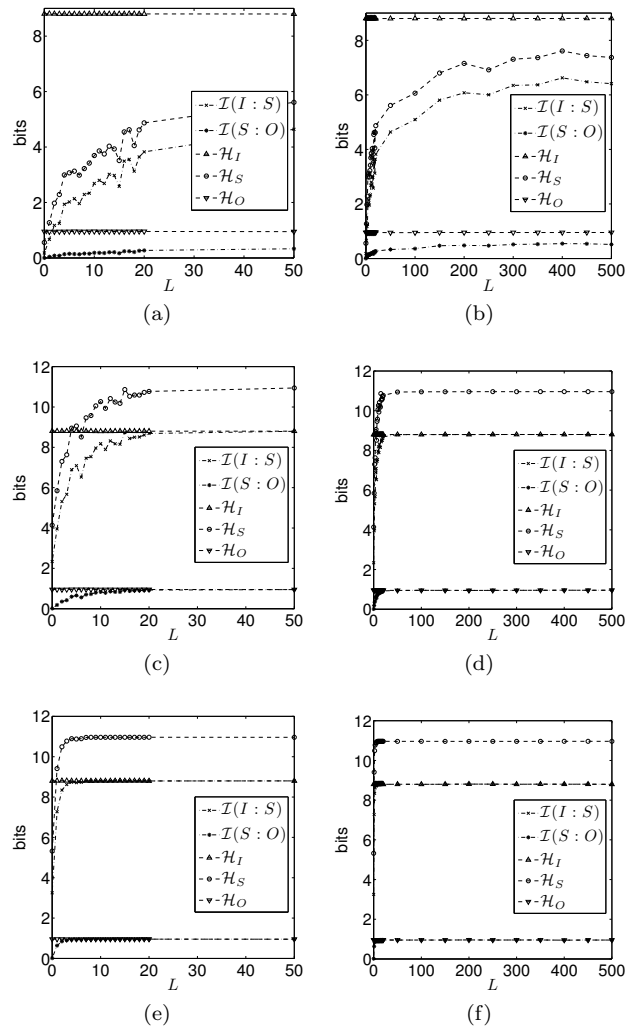 8
6
4
2
0
bits
0 10 20 30 40 50
L
I(I : S)
I(S : O)
H_I
H_S
H_O
(a)
8
6
4
2
0
bits
0 100 200 300 400 500
L
I(I : S)
I(S : O)
H_I
H_S
H_O
(b)
12
10
8
6
4
2
0
bits
0 10 20 30 40 50
L
I(I : S)
I(S : O)
H_I
H_S
H_O
(c)
12
10
8
6
4
2
0
bits
0 100 200 300 400 500
L
I(I : S)
I(S : O)
H_I
H_S
H_O
(d)
12
10
8
6
4
2
0
bits
0 10 20 30 40 50
L
I(I : S)
I(S : O)
H_I
H_S
H_O
(e)
12
10
8
6
4
2
0
bits
0 100 200 300 400 500
L
I(I : S)
I(S : O)
H_I
H_S
H_O
(f)